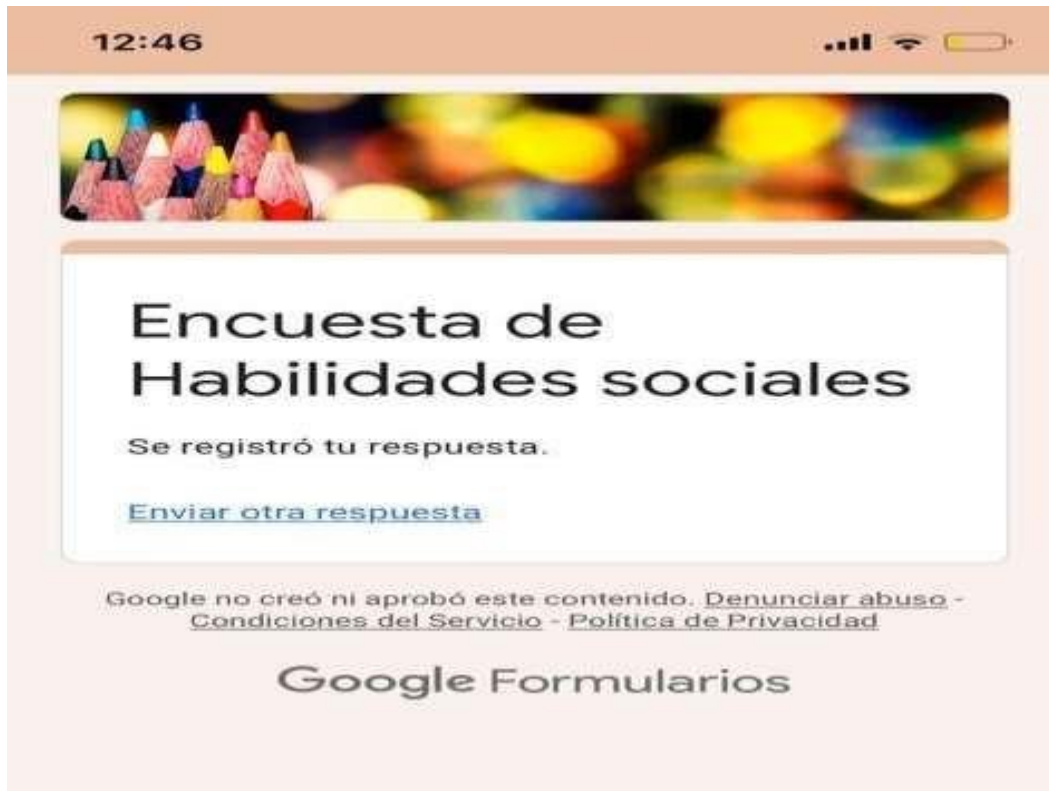 12:46
Encuesta de
Habilidades sociales
Se registró tu respuesta.
Enviar otra respuesta
Google no creó ni aprobó este contenido. Denunciar abuso -
Condiciones del Servicio - Política de Privacidad
Google Formularios